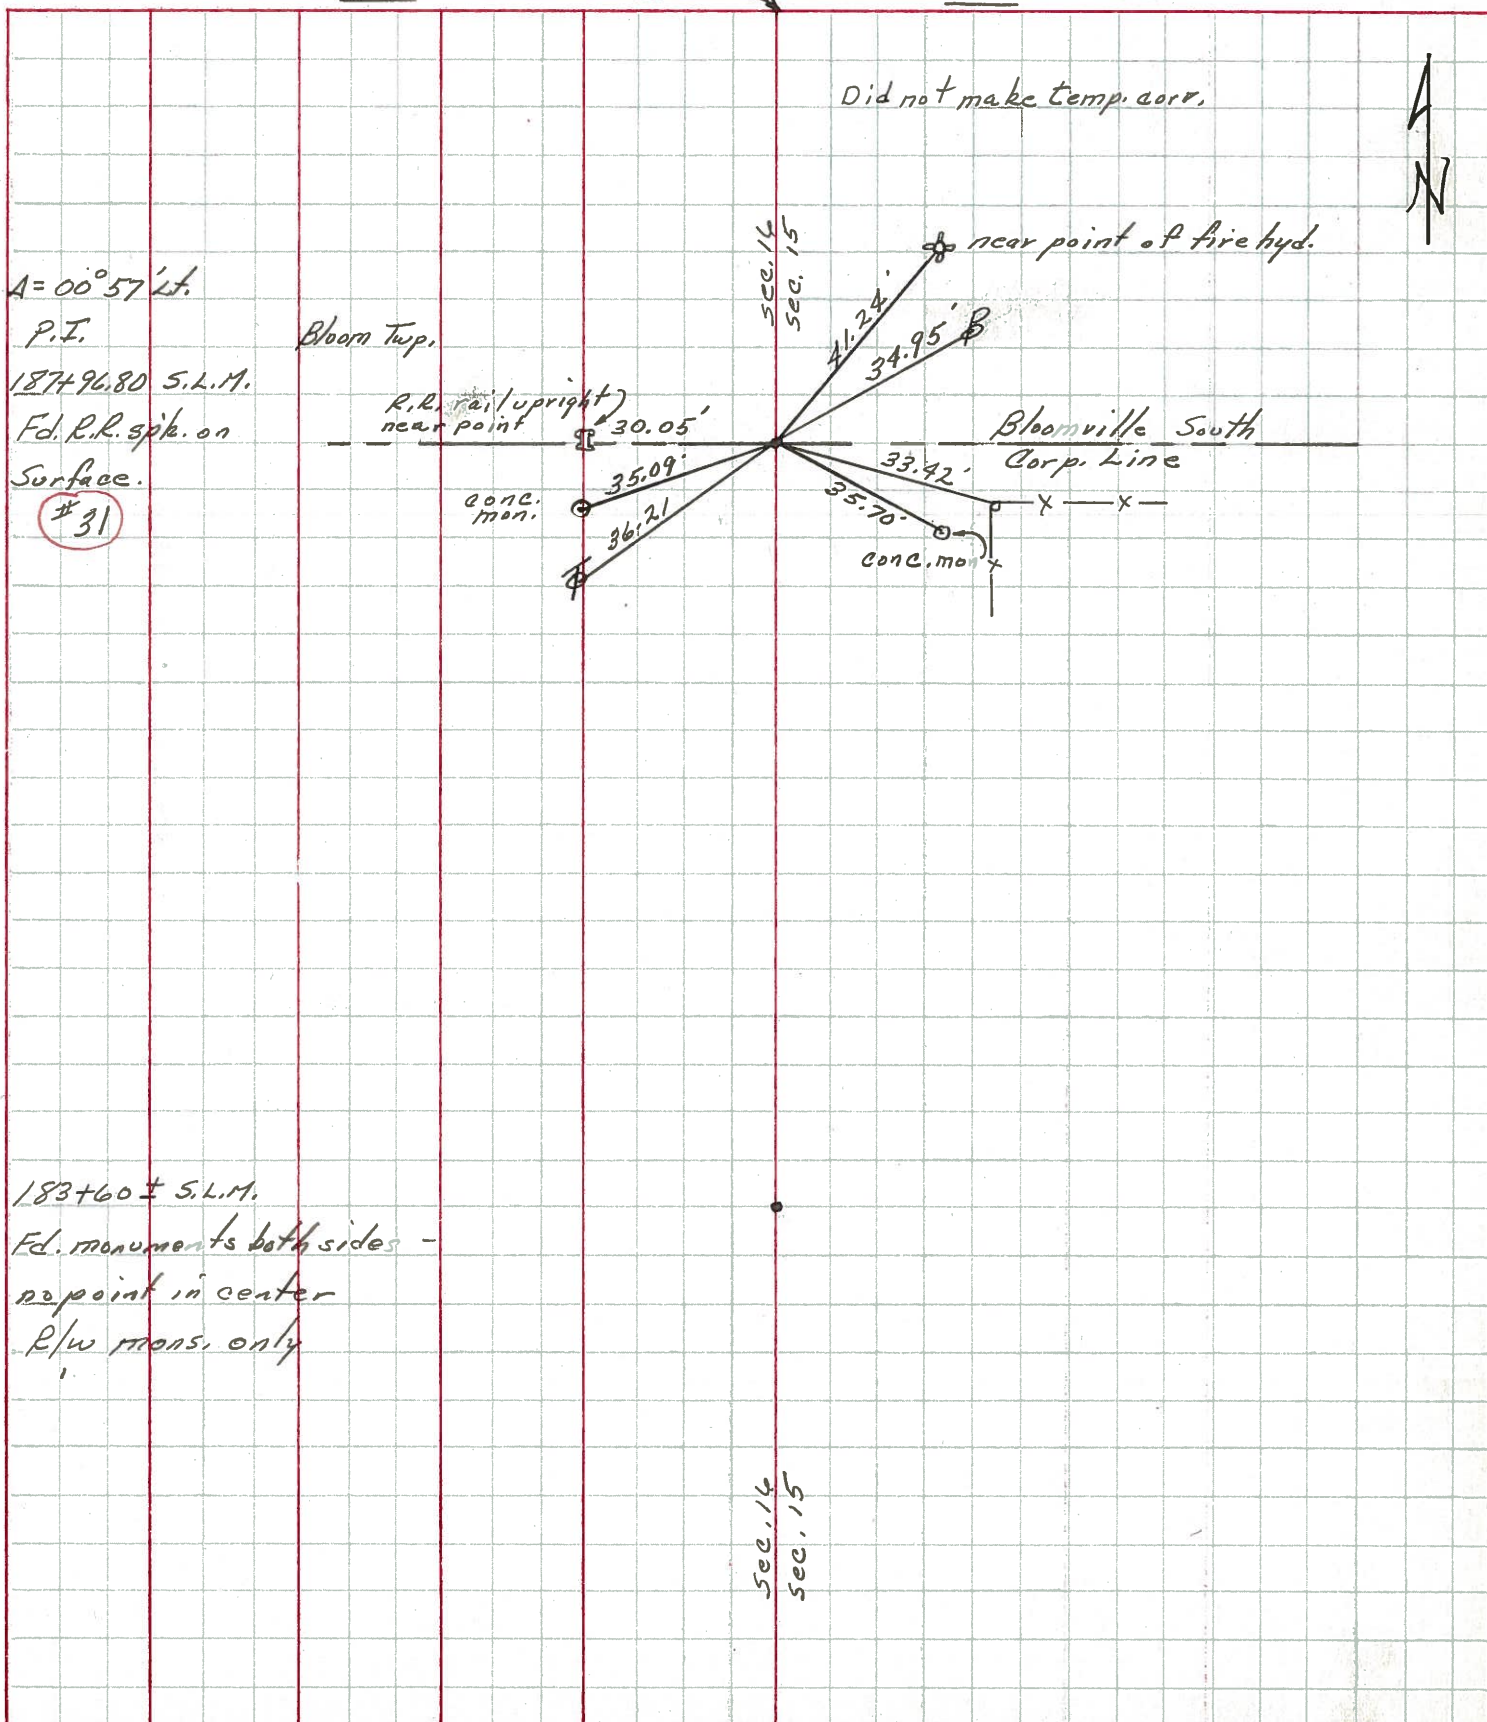 Did not make temp. corr.
N
Sec. 16
Sec. 15
near point of fire hyd.
Δ = 00°57' Lt.
P.I.
187+96.80 S.L.M.
Fd. R.R. spk. on
Surface.
#31
Bloom Twp.
41.24'
34.95'
R.R. rail upright
near point
30.05'
Bloomville South
Corp. Line
35.09'
33.42'
conc.
mon.
36.21
35.70'
x x
conc. mon
x
183+60 ± S.L.M.
Fd. monuments both sides -
no point in center
R/w mons. only
Sec. 16
Sec. 15